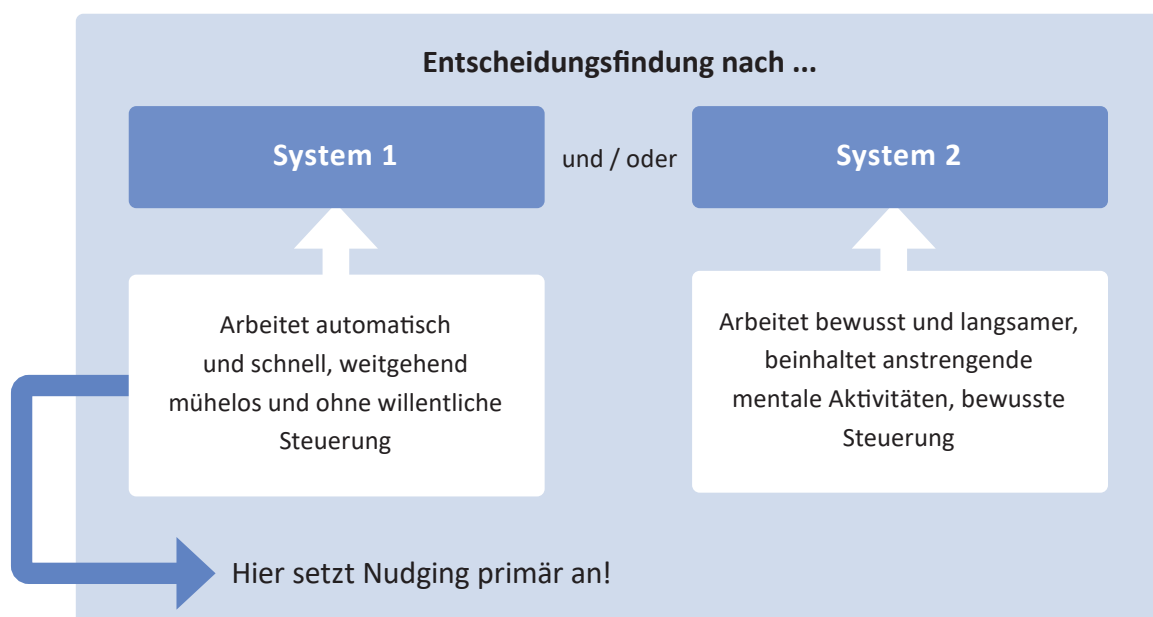 Entscheidungsfindung nach ...
System 1
und / oder
System 2
Arbeitet automatisch
und schnell, weitgehend
mühelos und ohne willentliche
Steuerung
Arbeitet bewusst und langsamer,
beinhaltet anstrengende
mentale Aktivitäten, bewusste
Steuerung
Hier setzt Nudging primär an!